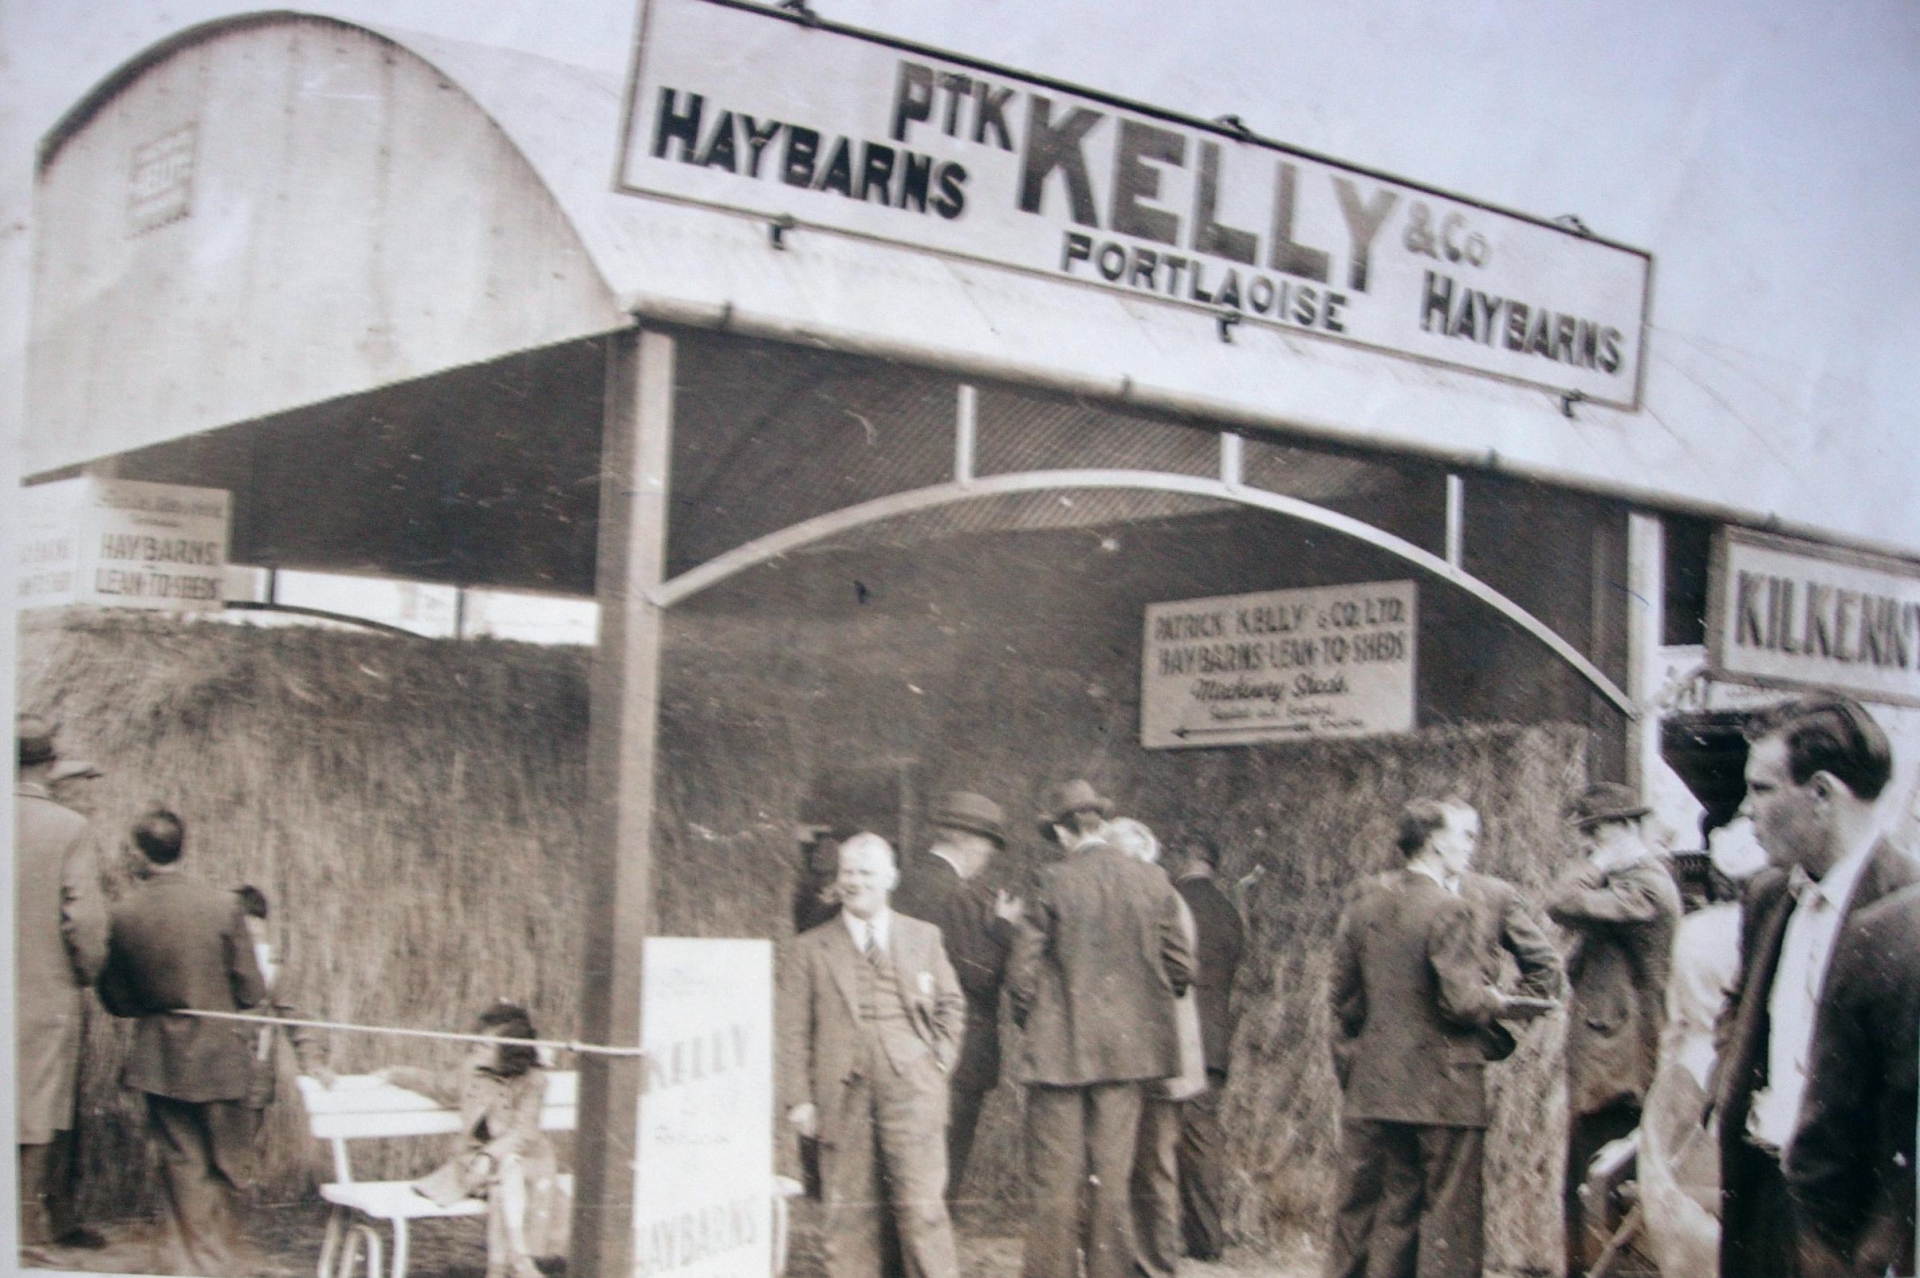 PTK KELLY & Co
HAYBARNS
PORTLAOISE
HAYBARNS
HAYBARNS
LEAN-TO-SHEDS
PATRICK KELLY & CO. LTD.
HAYBARNS LEAN-TO-SHEDS
Machinery Sheds
KILKENNY
KELLY
HAYBARNS